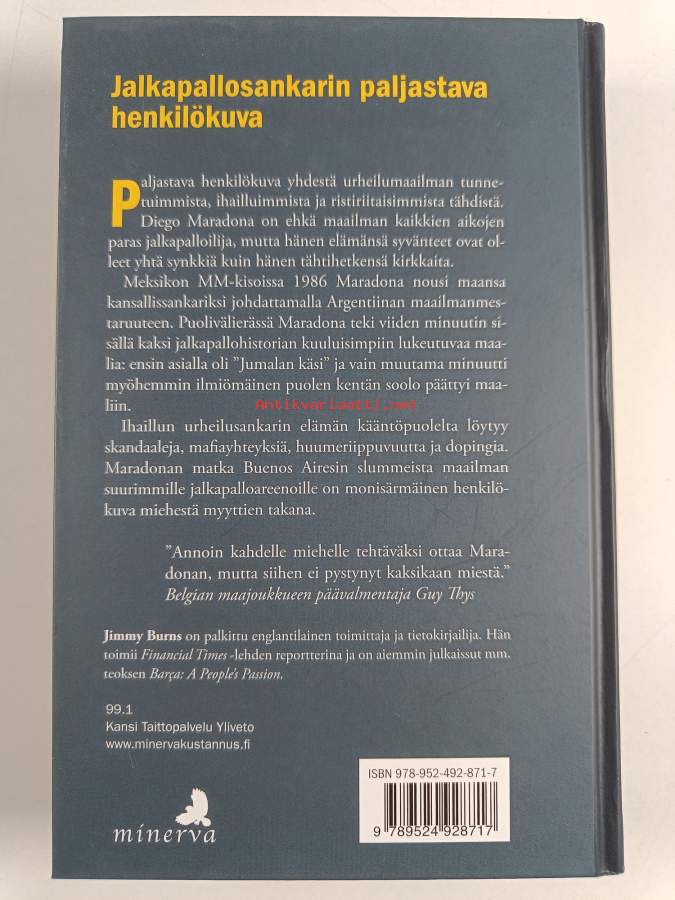 Jalkapallosankarin paljastava
henkilökuva
Paljastava henkilökuva yhdestä urheilumaailman tunne-
tuimmista, ihailluimmista ja ristiriitaisimmista tähdistä.
Diego Maradona on ehkä maailman kaikkien aikojen
paras jalkapalloilija, mutta hänen elämänsä syvänteet ovat ol-
leet yhtä synkkiä kuin hänen tähtihetkensä kirkkaita.
Meksikon MM-kisoissa 1986 Maradona nousi maansa
kansallissankariksi johdattamalla Argentiinan maailmanmes-
taruuteen. Puolivälierässä Maradona teki viiden minuutin si-
sällä kaksi jalkapallohistorian kuuluisimpiin lukeutuvaa maa-
lia: ensin asialla oli ”Jumalan käsi” ja vain muutama minuutti
myöhemmin ilmiömäinen puolen kentän soolo päättyi maa-
liin.
Antikvariaatti.net
Ihaillun urheilusankarin elämän kääntöpuolelta löytyy
skandaaleja, mafiayhteyksiä, huumeriippuvuutta ja dopingia.
Maradonan matka Buenos Airesin slummeista maailman
suurimmille jalkapalloareenoille on monisärmäinen henkilö-
kuva miehestä myyttien takana.
”Annoin kahdelle miehelle tehtäväksi ottaa Mara-
donan, mutta siihen ei pystynyt kaksikaan miestä.”
Belgian maajoukkueen päävalmentaja Guy Thys
Jimmy Burns on palkittu englantilainen toimittaja ja tietokirjailija. Hän
toimii Financial Times -lehden reportterina ja on aiemmin julkaissut mm.
teoksen Barça: A People's Passion.
99.1
Kansi Taittopalvelu Yliveto
www.minervakustannus.fi
minerva
ISBN 978-952-492-871-7
9 789524 928717